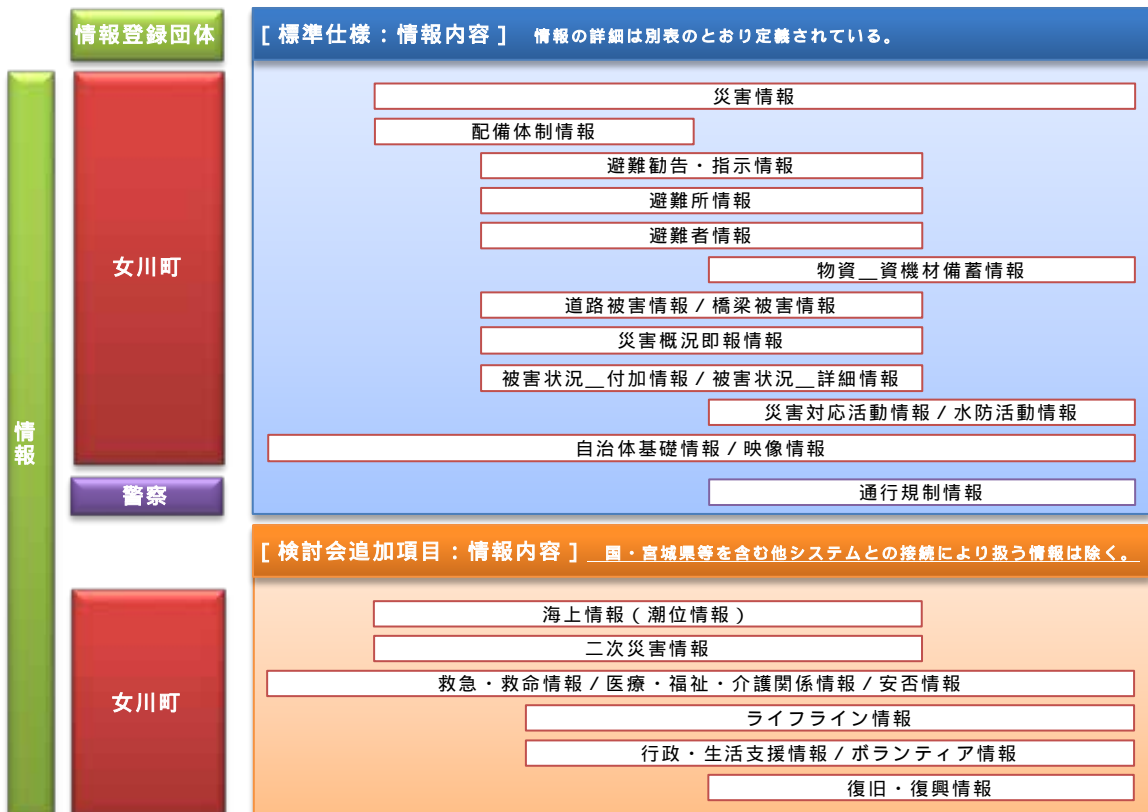 情報登録団体
[ 標準仕様：情報内容 ] 情報の詳細は別表のとおり定義されている。
情報
女川町
災害情報
配備体制情報
避難勧告・指示情報
避難所情報
避難者情報
物資__資機材備蓄情報
道路被害情報 / 橋梁被害情報
災害概況即報情報
被害状況__付加情報 / 被害状況__詳細情報
災害対応活動情報 / 水防活動情報
自治体基礎情報 / 映像情報
警察
通行規制情報
[ 検討会追加項目：情報内容 ] 国・宮城県等を含む他システムとの接続により扱う情報は除く。
女川町
海上情報 ( 潮位情報 )
二次災害情報
救急・救命情報 / 医療・福祉・介護関係情報 / 安否情報
ライフライン情報
行政・生活支援情報 / ボランティア情報
復旧・復興情報